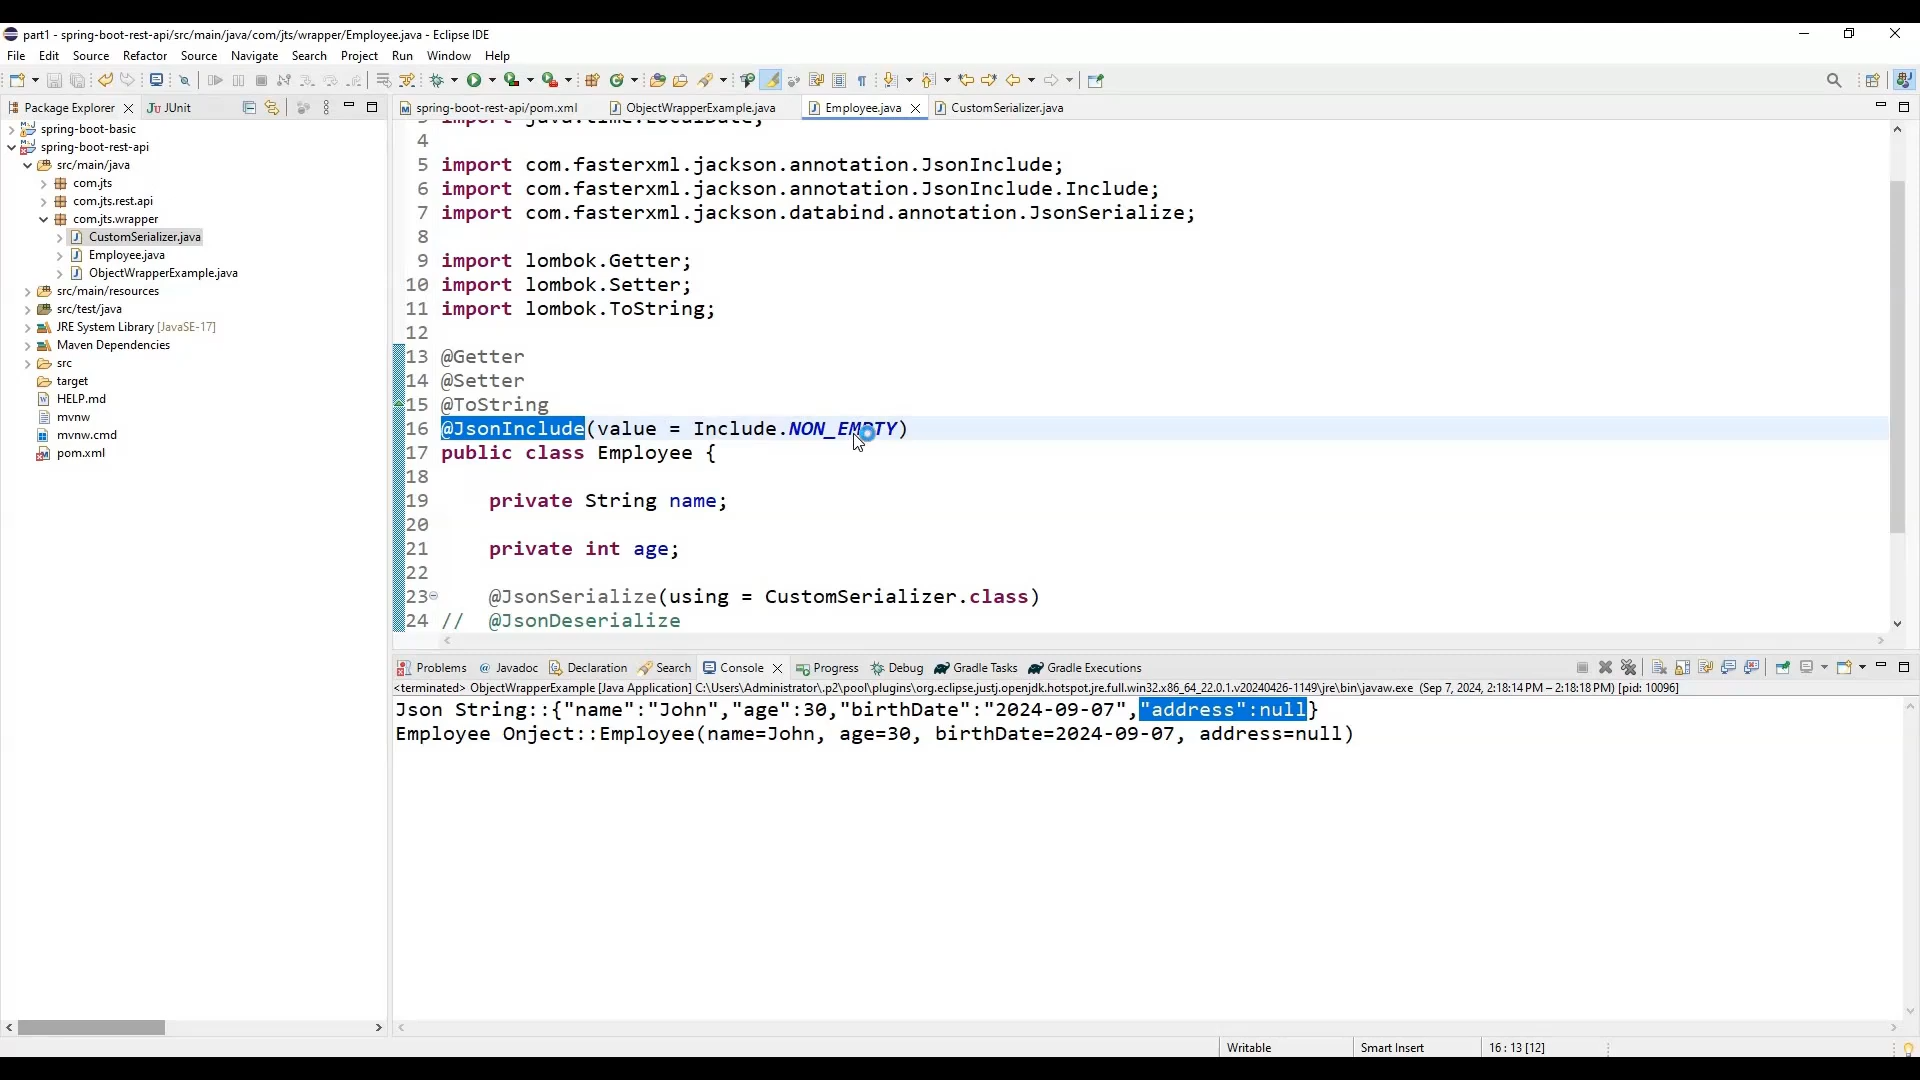 part1 - spring-boot-rest-api/src/main/java/com/jts/wrapper/Employee.java - Eclipse IDE
File Edit Source Refactor Source Navigate Search Project Run Window Help
Package Explorer
JUnit
spring-boot-basic
spring-boot-rest-api
src/main/java
com.jts
com.jts.rest.api
com.jts.wrapper
CustomSerializer.java
Employee.java
ObjectWrapperExample.java
src/main/resources
src/test/java
JRE System Library [JavaSE-17]
Maven Dependencies
src
target
HELP.md
mvnw
mvnw.cmd
pom.xml
spring-boot-rest-api/pom.xml ObjectWrapperExample.java Employee.java CustomSerializer.java
3 import java.time.LocalDate;
4
5 import com.fasterxml.jackson.annotation.JsonInclude;
6 import com.fasterxml.jackson.annotation.JsonInclude.Include;
7 import com.fasterxml.jackson.databind.annotation.JsonSerialize;
8
9 import lombok.Getter;
10 import lombok.Setter;
11 import lombok.ToString;
12
13 @Getter
14 @Setter
15 @ToString
16 @JsonInclude(value = Include.NON_EMPTY)
17 public class Employee {
18
19 private String name;
20
21 private int age;
22
23 @JsonSerialize(using = CustomSerializer.class)
24 // @JsonDeserialize
Problems @ Javadoc Declaration Search Console Progress Debug Gradle Tasks Gradle Executions
<terminated> ObjectWrapperExample [Java Application] C:\Users\Administrator\.p2\pool\plugins\org.eclipse.justj.openjdk.hotspot.jre.full.win32.x86_64_22.0.1.v20240426-1149\jre\bin\javaw.exe (Sep 7, 2024, 2:18:14 PM – 2:18:18 PM) [pid: 10096]
Json String::{"name":"John","age":30,"birthDate":"2024-09-07","address":null}
Employee Onject::Employee(name=John, age=30, birthDate=2024-09-07, address=null)
Writable Smart Insert 16 : 13 [12]